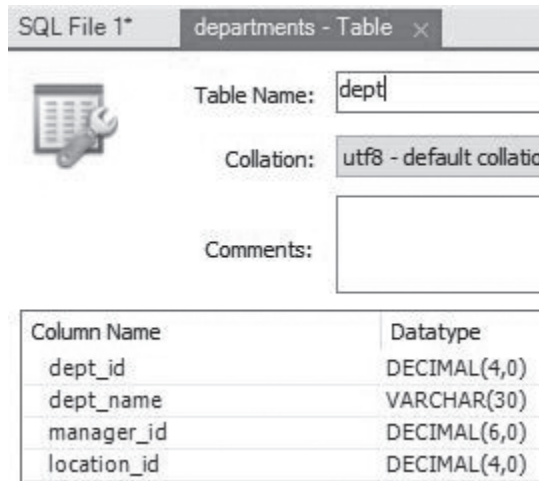 SQL File 1* departments - Table ×
Table Name: dept
Collation: utf8 - default collatio
Comments:
Column Name Datatype
dept_id DECIMAL(4,0)
dept_name VARCHAR(30)
manager_id DECIMAL(6,0)
location_id DECIMAL(4,0)